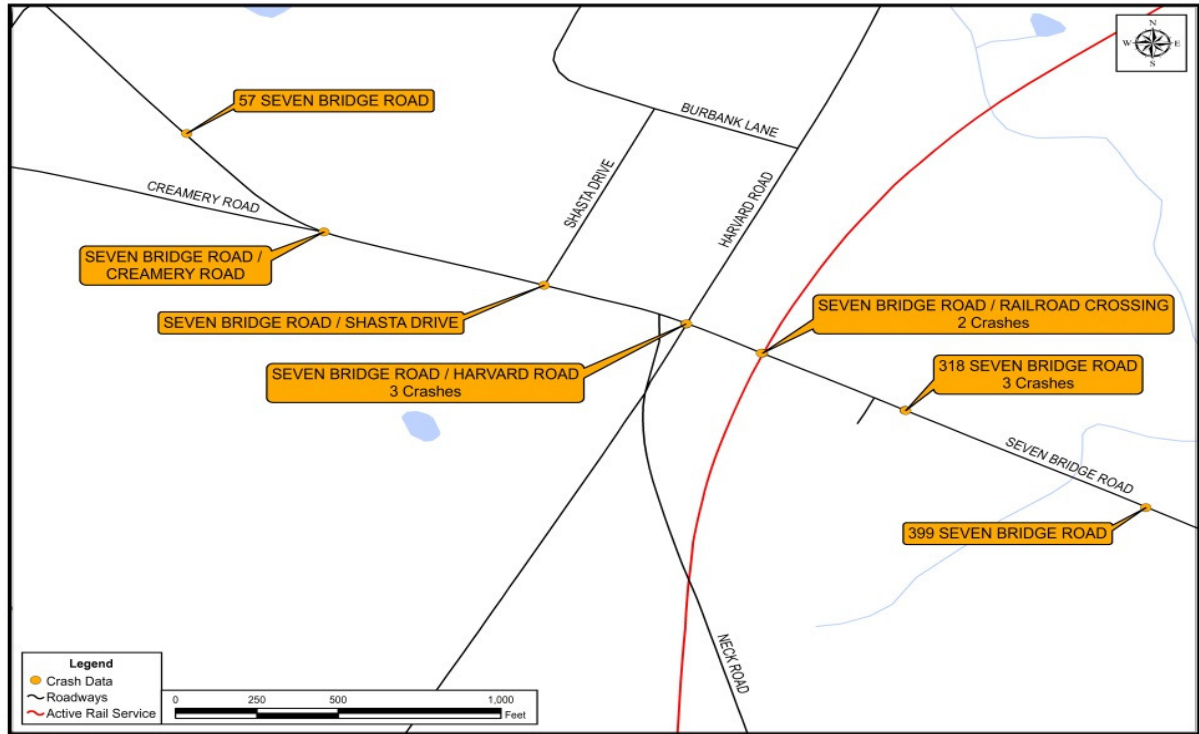 N
W E
S
57 SEVEN BRIDGE ROAD
BURBANK LANE
SHASTA DRIVE
HARVARD ROAD
CREAMERY ROAD
SEVEN BRIDGE ROAD /
CREAMERY ROAD
SEVEN BRIDGE ROAD / SHASTA DRIVE
SEVEN BRIDGE ROAD / RAILROAD CROSSING
2 Crashes
SEVEN BRIDGE ROAD / HARVARD ROAD
3 Crashes
318 SEVEN BRIDGE ROAD
3 Crashes
SEVEN BRIDGE ROAD
399 SEVEN BRIDGE ROAD
NECK ROAD
Legend
Crash Data
Roadways
Active Rail Service
0 250 500 1,000
Feet